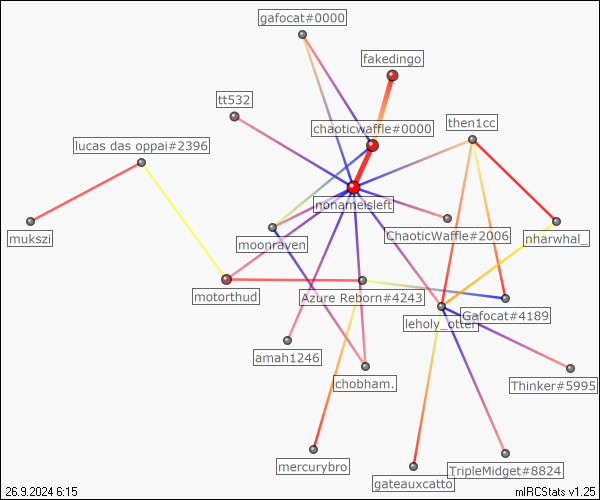 gafocat#0000
fakedingo
tt532
chaoticwaffle#0000
then1cc
lucas das oppai#2396
nonameisleft
mukszi
moonraven
ChaoticWaffle#2006
nharwhal_
motorthud
Azure Reborn#4243
leholy_otter
Gafocat#4189
amah1246
chobham.
Thinker#5995
mercurybro
gateauxcatto
TripleMidget#8824
26.9.2024 6:15
mIRCStats v1.25